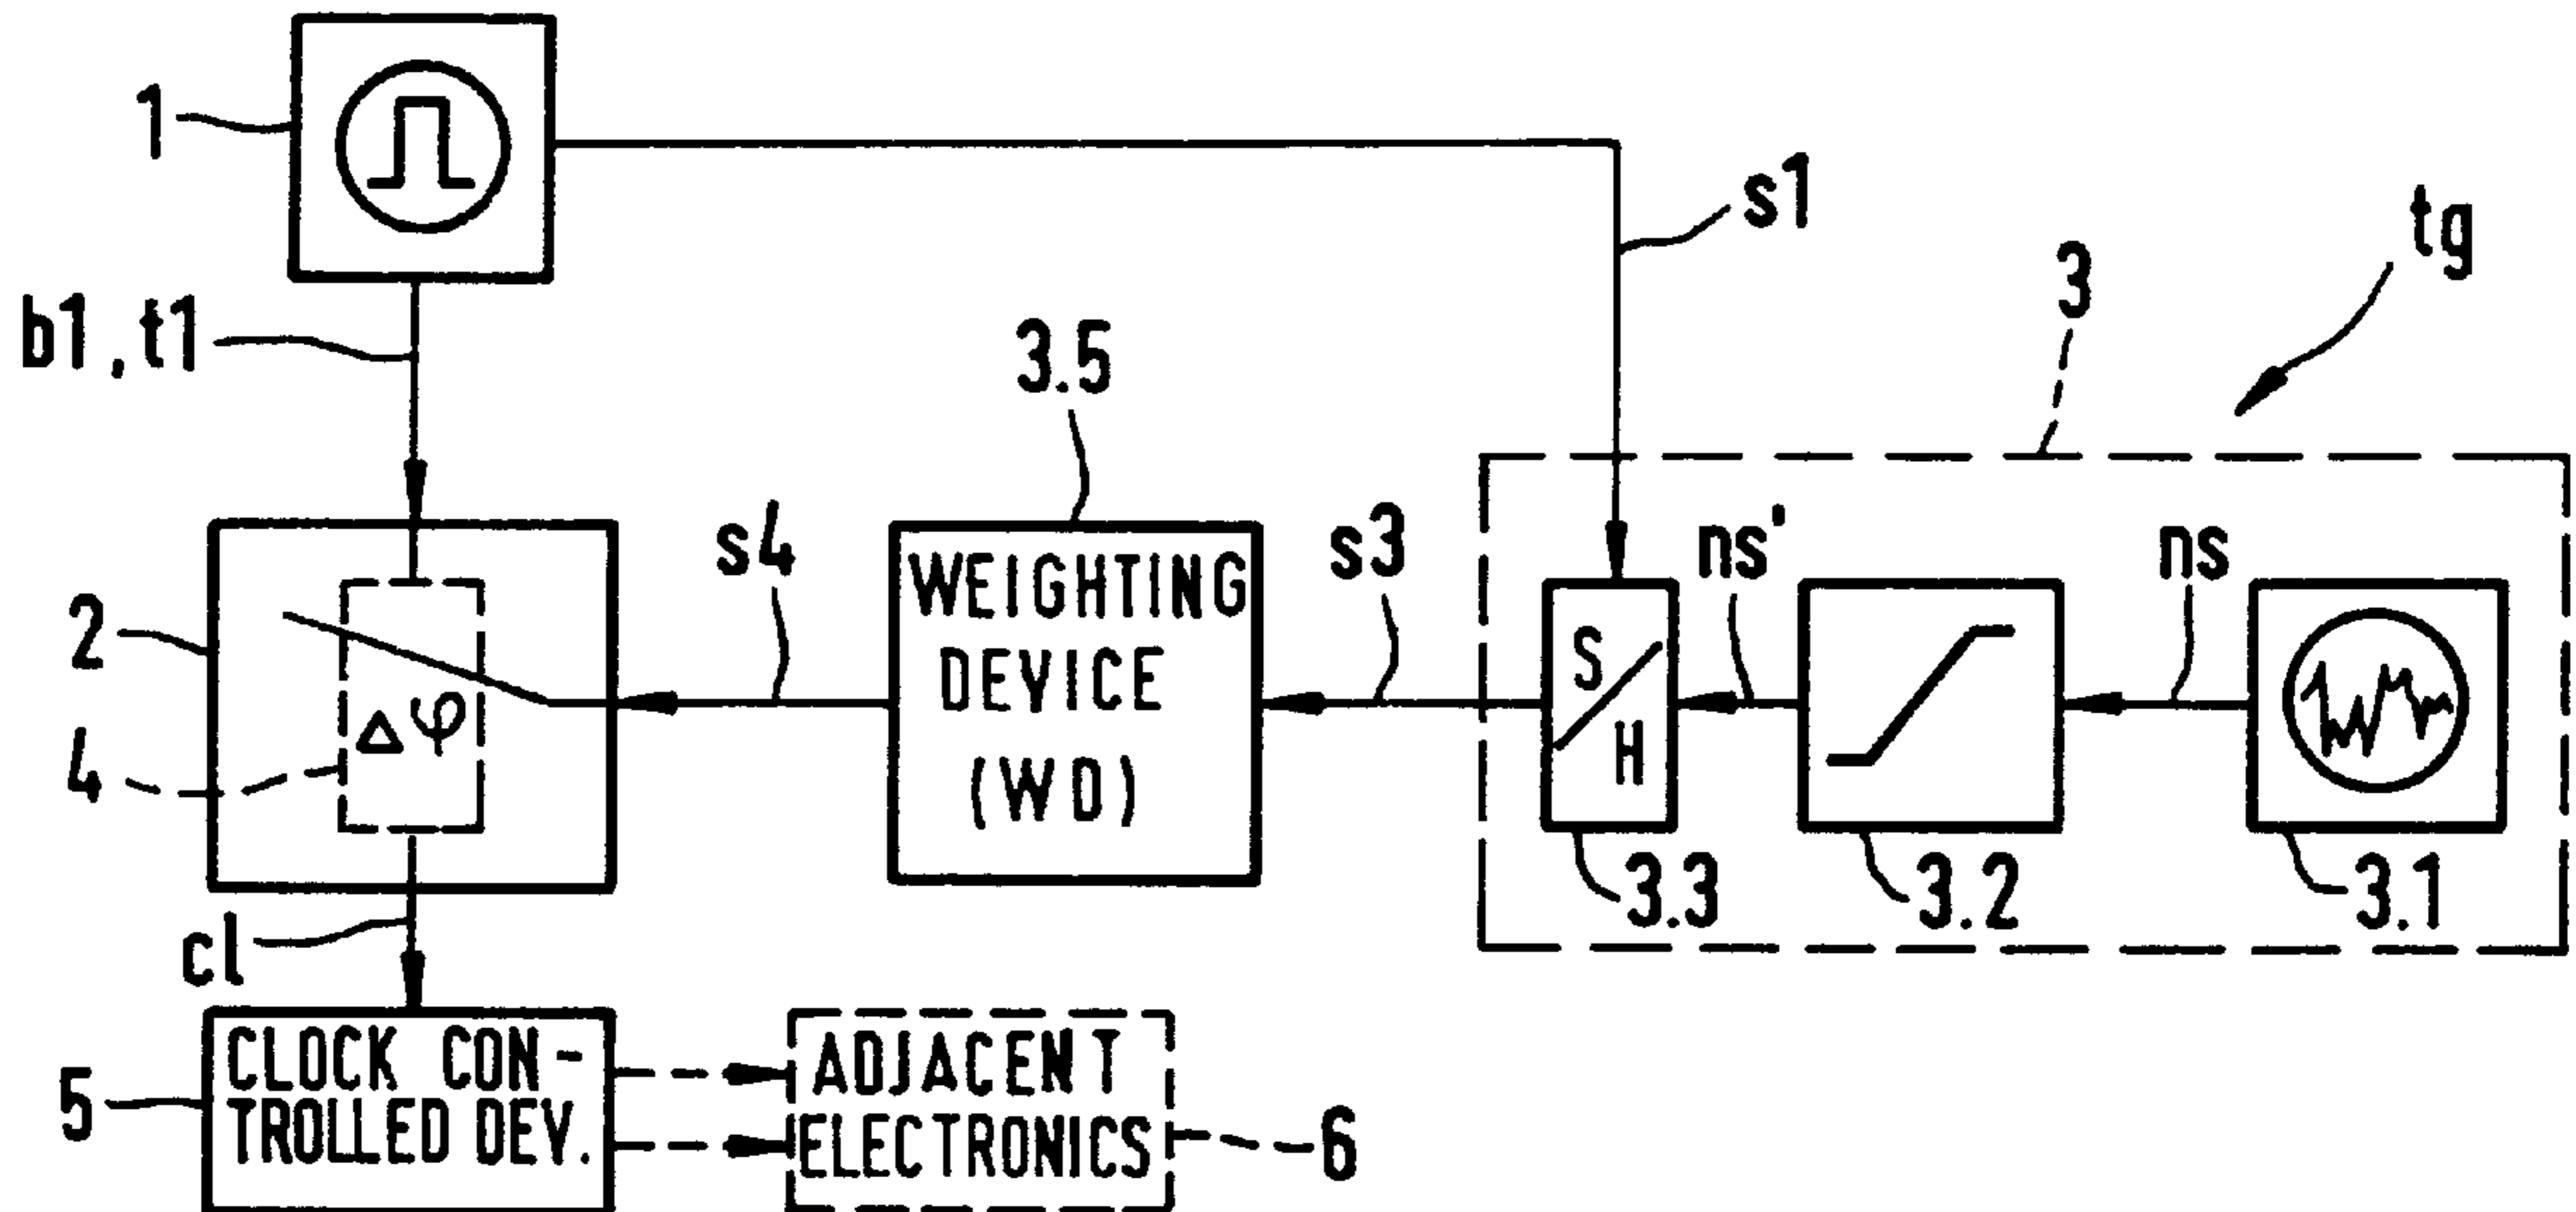 1
s1
tg
3
b1,t1
3.5
s4
WEIGHTING
DEVICE
(WD)
s3
ns'
ns
S
H
2
Δφ
4
3.3
3.2
3.1
cl
5
CLOCK CON-
TROLLED DEV.
ADJACENT
ELECTRONICS
6